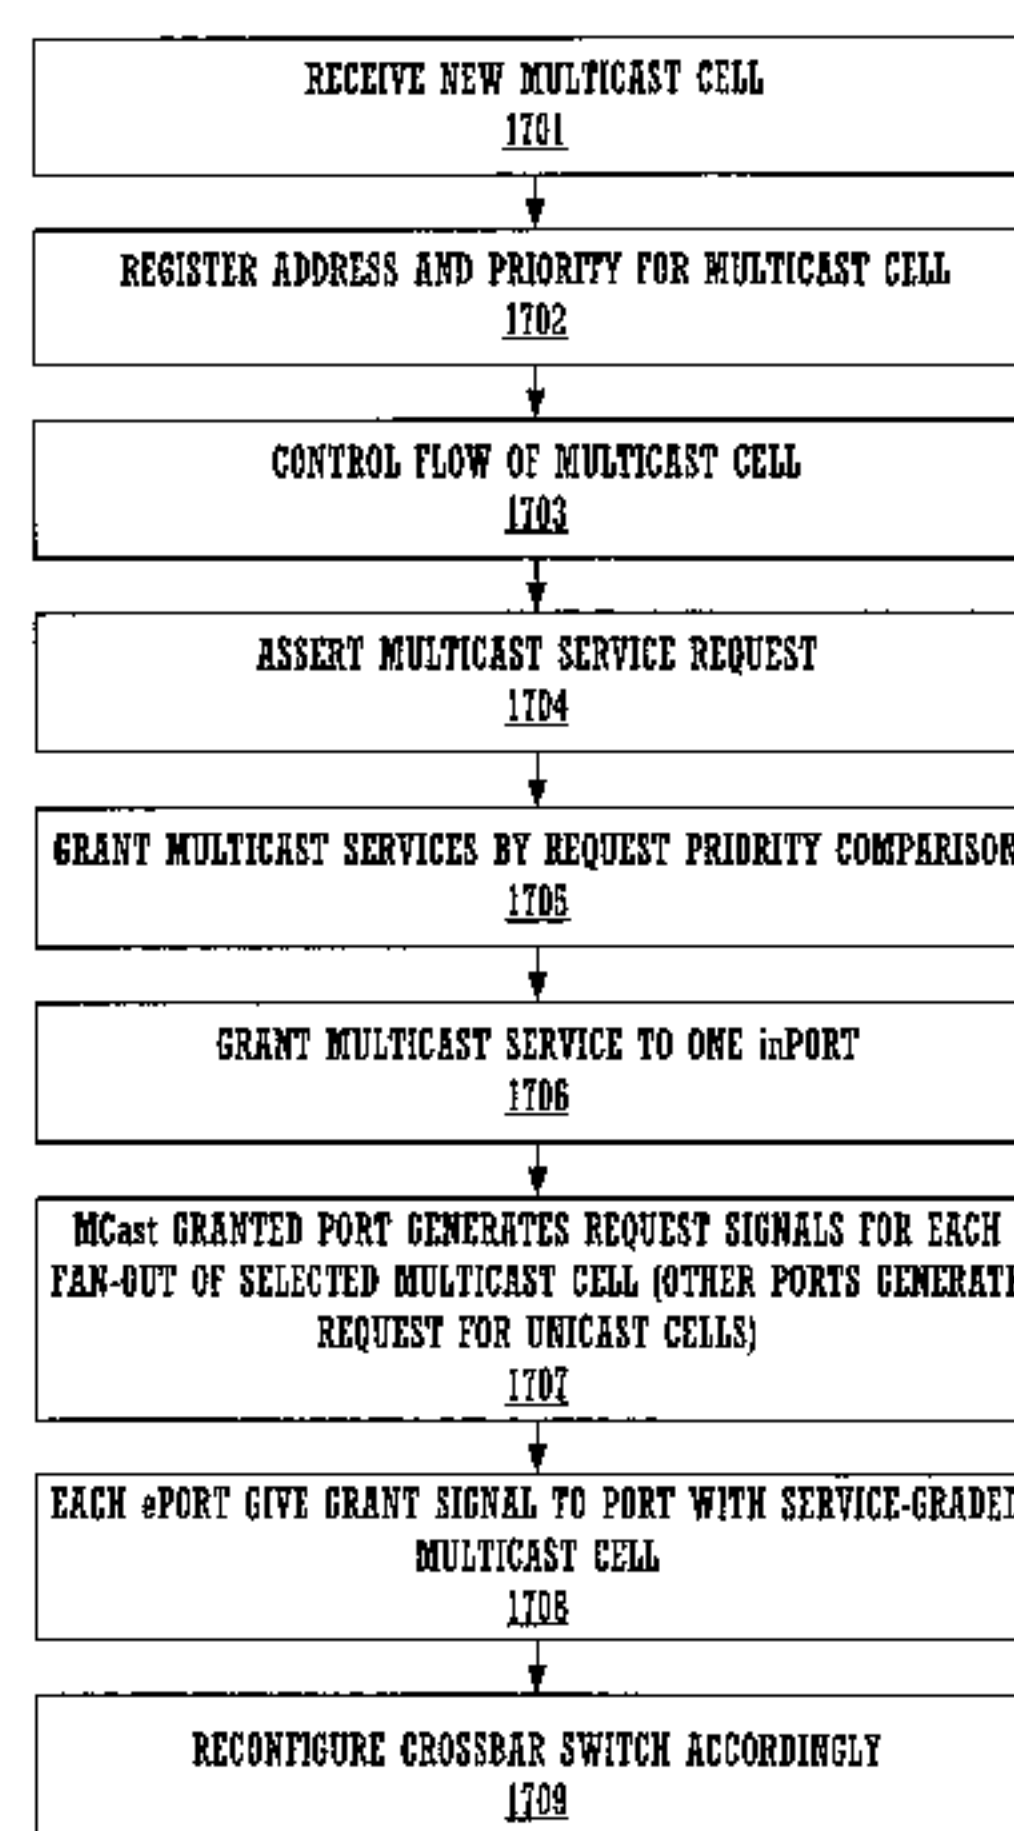 RECEIVE NEW MULTICAST CELL
1701
REGISTER ADDRESS AND PRIORITY FOR MULTICAST CELL
1702
CONTROL FLOW OF MULTICAST CELL
1703
ASSERT MULTICAST SERVICE REQUEST
1704
GRANT MULTICAST SERVICES BY REQUEST PRIORITY COMPARISON
1705
GRANT MULTICAST SERVICE TO ONE inPORT
1706
MCast GRANTED PORT GENERATES REQUEST SIGNALS FOR EACH
FAN-OUT OF SELECTED MULTICAST CELL (OTHER PORTS GENERATE
REQUEST FOR UNICAST CELLS)
1707
EACH ePORT GIVE GRANT SIGNAL TO PORT WITH SERVICE-GRADED
MULTICAST CELL
1708
RECONFIGURE CROSSBAR SWITCH ACCORDINGLY
1709